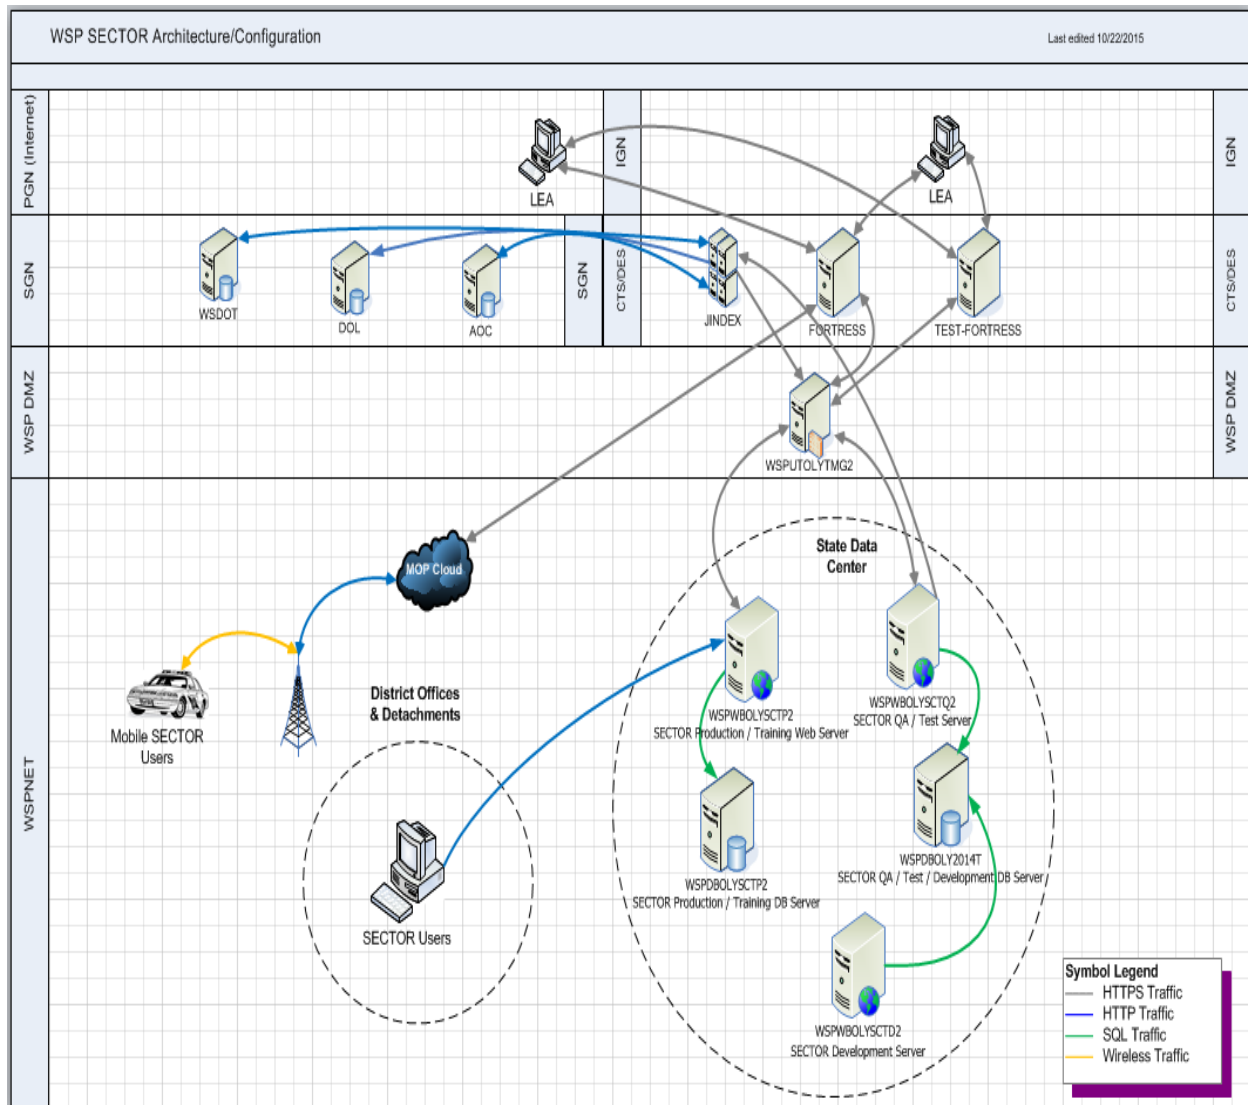 WSP SECTOR Architecture/Configuration
Last edited 10/22/2015
PGN (Internet)
IGN
IGN
LEA
LEA
SGN
SGN
CTS/DES
CTS/DES
WSDOT
DOL
AOC
JINDEX
FORTRESS
TEST-FORTRESS
WSP DMZ
WSP DMZ
WSPUTOLYTMG2
WSPNET
MOP Cloud
State Data
Center
Mobile SECTOR
Users
District Offices
& Detachments
WSPWBOLYSCTP2
SECTOR Production / Training Web Server
WSPWBOLYSCTQ2
SECTOR QA / Test Server
WSPDBOLYSCTP2
SECTOR Production / Training DB Server
WSPDBOLY2014T
SECTOR QA / Test / Development DB Server
SECTOR Users
WSPWBOLYSCTD2
SECTOR Development Server
Symbol Legend
HTTPS Traffic
HTTP Traffic
SQL Traffic
Wireless Traffic